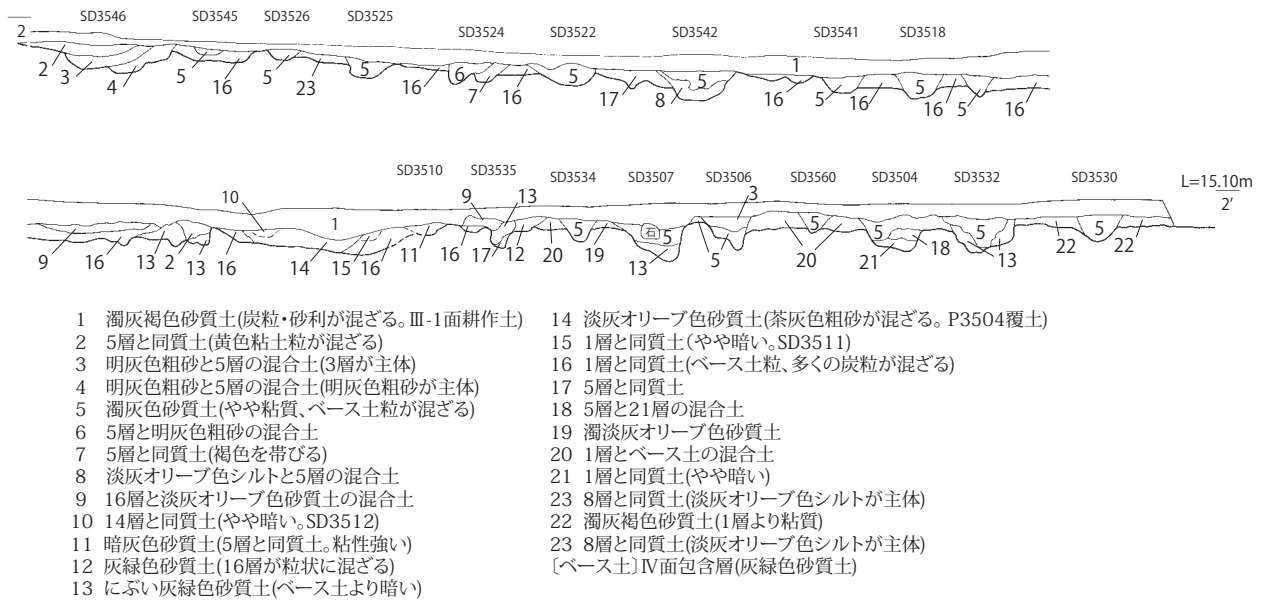 SD3546 SD3545 SD3526 SD3525
SD3524 SD3522 SD3542 SD3541 SD3518
2
1
2 3 4 5 16 5 23 5 16 6 7 16 5 17 8 5 16 5 16 5 16 5 16
SD3510 SD3535 SD3534 SD3507 SD3506 SD3560 SD3504 SD3532 SD3530
L=15.10m
2'
10 9 13 3
1 石 5 5 5 5 5
9 16 13 2 13 16 14 15 16 11 16 17 12 20 19 13 5 20 21 18 13 22 22
1 濁灰褐色砂質土(炭粒・砂利が混ざる。Ⅲ-1面耕作土)
2 5層と同質土(黄色粘土粒が混ざる)
3 明灰色粗砂と5層の混合土(3層が主体)
4 明灰色粗砂と5層の混合土(明灰色粗砂が主体)
5 濁灰色砂質土(やや粘質、ベース土粒が混ざる)
6 5層と明灰色粗砂の混合土
7 5層と同質土(褐色を帯びる)
8 淡灰オリーブ色シルトと5層の混合土
9 16層と淡灰オリーブ色砂質土の混合土
10 14層と同質土(やや暗い。SD3512)
11 暗灰色砂質土(5層と同質土。粘性強い)
12 灰緑色砂質土(16層が粒状に混ざる)
13 にぶい灰緑色砂質土(ベース土より暗い)
14 淡灰オリーブ色砂質土(茶灰色粗砂が混ざる。P3504覆土)
15 1層と同質土(やや暗い。SD3511)
16 1層と同質土(ベース土粒、多くの炭粒が混ざる)
17 5層と同質土
18 5層と21層の混合土
19 濁淡灰オリーブ色砂質土
20 1層とベース土の混合土
21 1層と同質土(やや暗い)
23 8層と同質土(淡灰オリーブ色シルトが主体)
22 濁灰褐色砂質土(1層より粘質)
23 8層と同質土(淡灰オリーブ色シルトが主体)
〔ベース土〕Ⅳ面包含層(灰緑色砂質土)